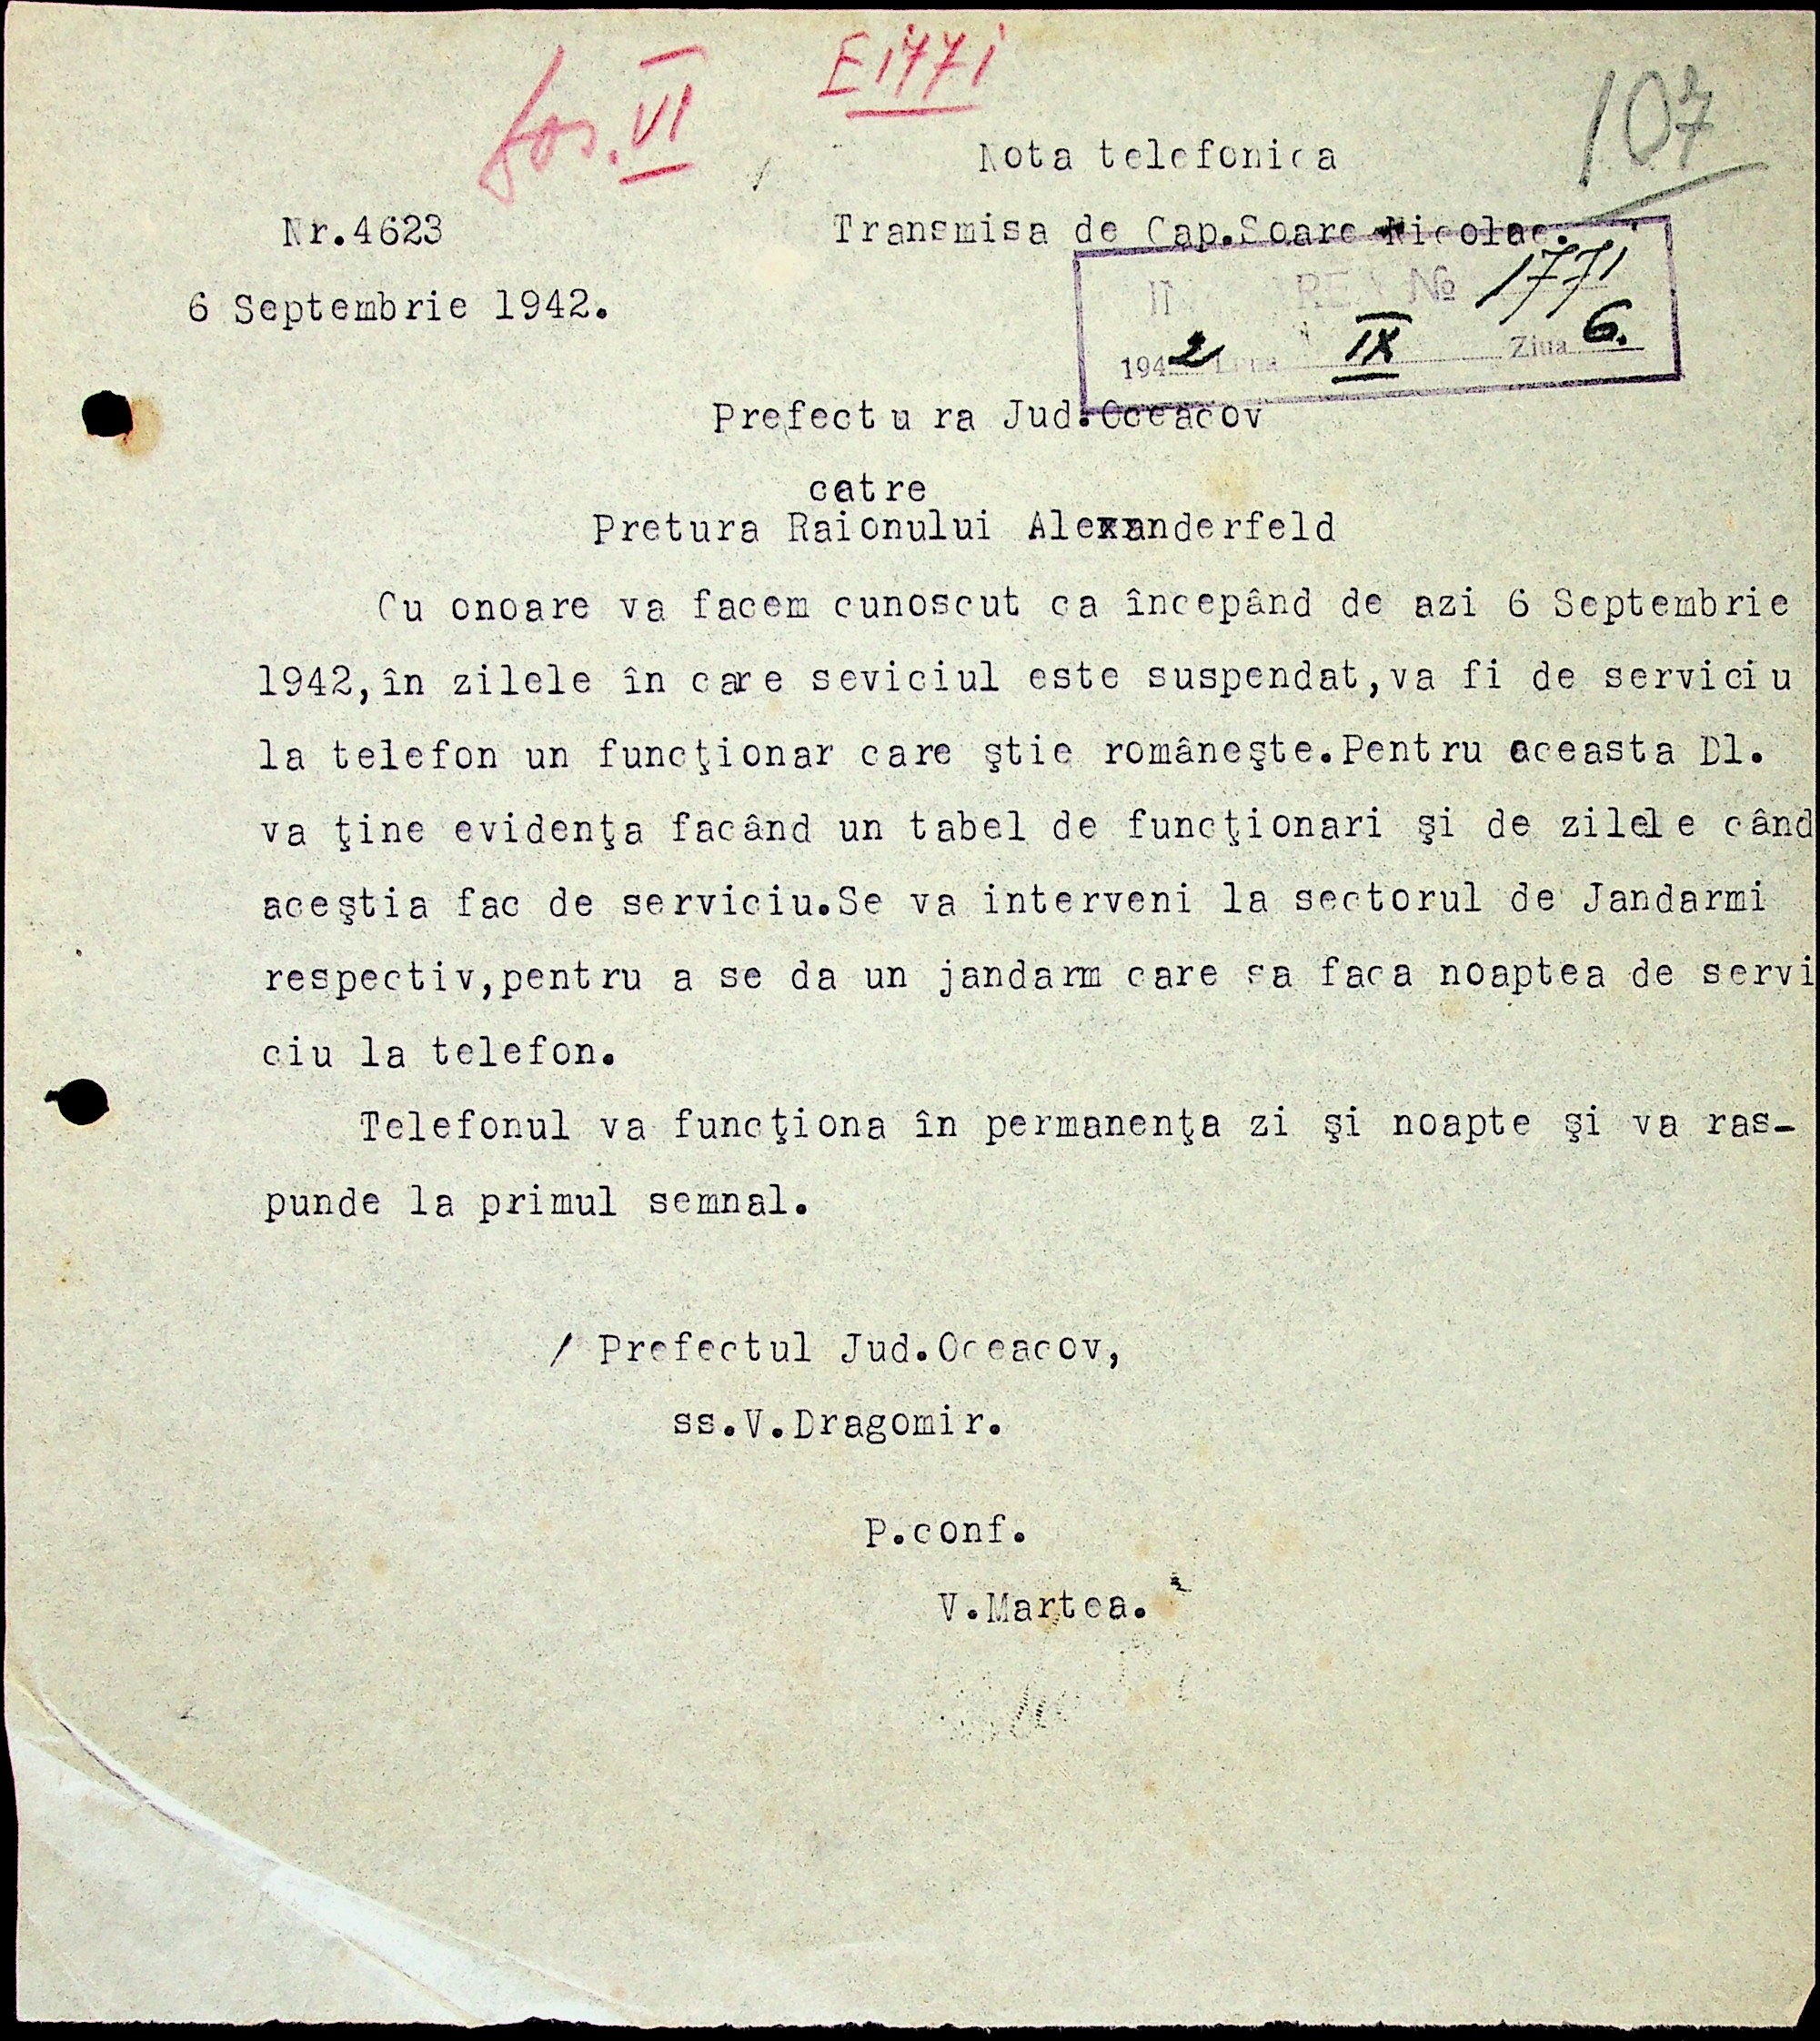 E1771
dos. VI
107
Nota telefonica
Nr.4623
Transmisa de Cap.Soare Nicolae.
6 Septembrie 1942.
№ 1771
1942 IX Ziua 6.
Prefectura Jud.Oceacov
catre
Pretura Raionului Alexanderfeld
Cu onoare va facem cunoscut ca începând de azi 6 Septembrie
1942,în zilele în care seviciul este suspendat,va fi de serviciu
la telefon un funcţionar care ştie româneşte.Pentru aceasta Dl.
va ţine evidenţa facând un tabel de funcţionari şi de zilele când
aceştia fac de serviciu.Se va interveni la sectorul de Jandarmi
respectiv,pentru a se da un jandarm care sa faca noaptea de servi
ciu la telefon.
Telefonul va funcţiona în permanenţa zi şi noapte şi va ras-
punde la primul semnal.
/ Prefectul Jud.Oceacov,
ss.V.Dragomir.
P.conf.
V.Martea.